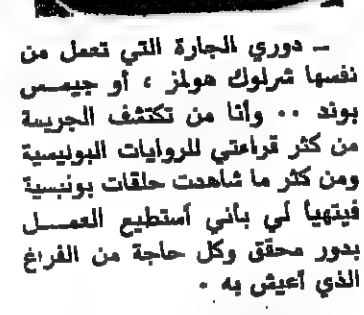 ـ دوري الجارة التي تعمل من
نفسها شرلوك هولمز ، أو جيمس
بوند .. وأنا من تكتشف الجريمة
من كثر قراءتي للروايات البوليسية
ومن كثر ما شاهدت حلقات بوليسية
فيتهيا لي بأني أستطيع العمل
بدور محقق وكل حاجة من الفراغ
الذي أعيش به .